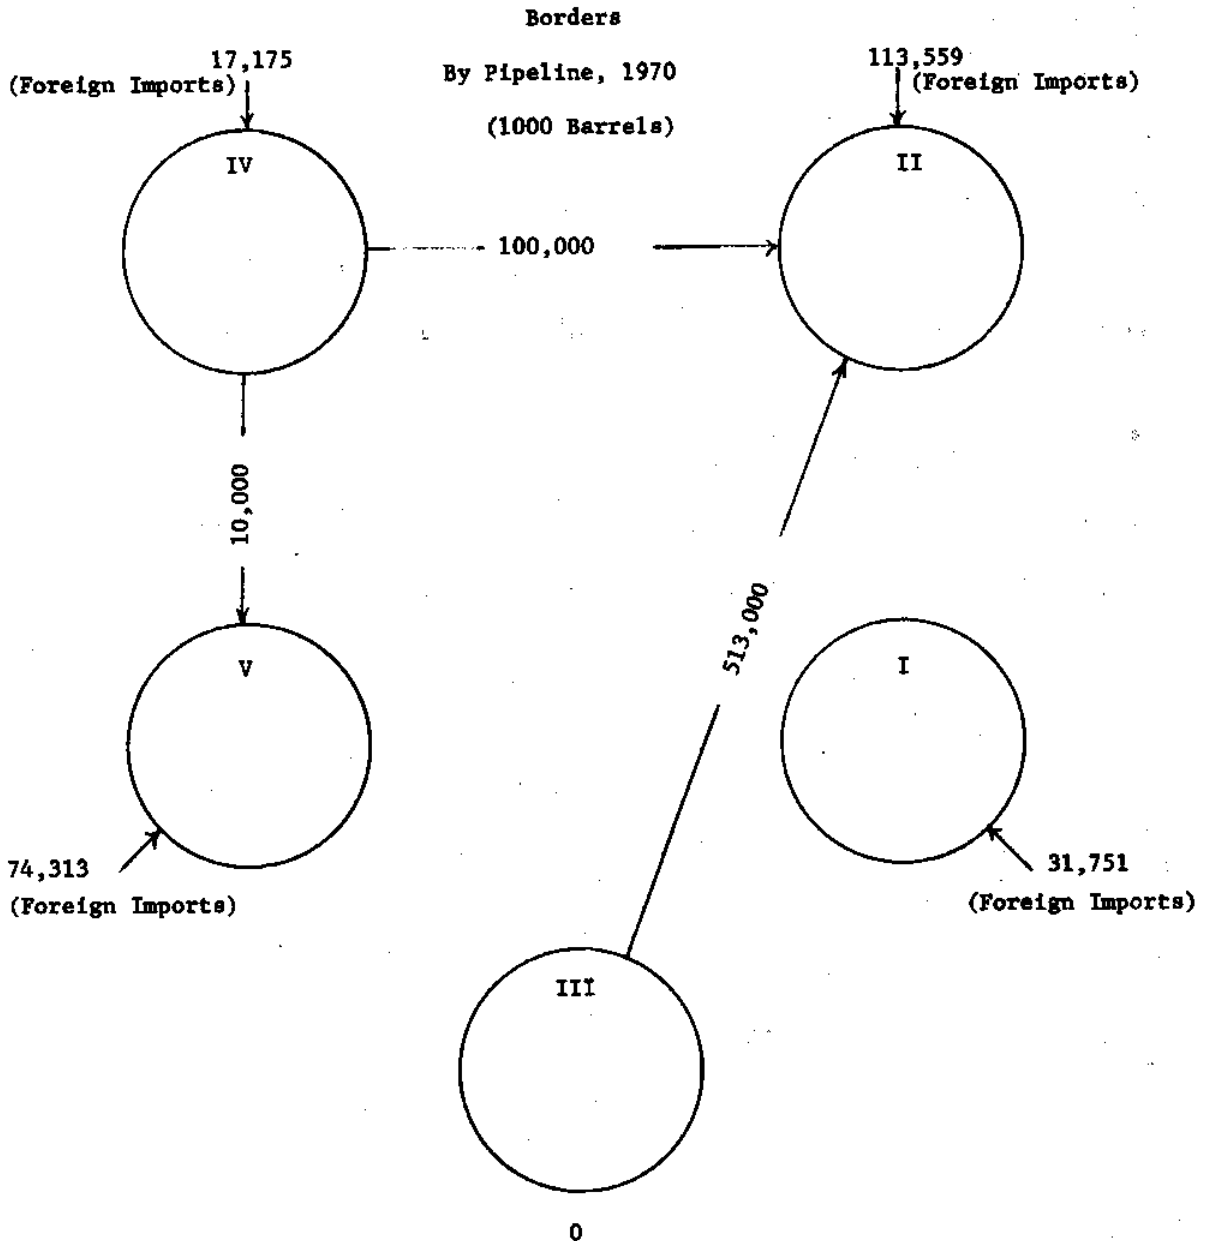 Borders
By Pipeline, 1970
(1000 Barrels)
17,175
(Foreign Imports)
113,559
(Foreign Imports)
IV
II
100,000
10,000
513,000
V
I
74,313
(Foreign Imports)
31,751
(Foreign Imports)
III
0